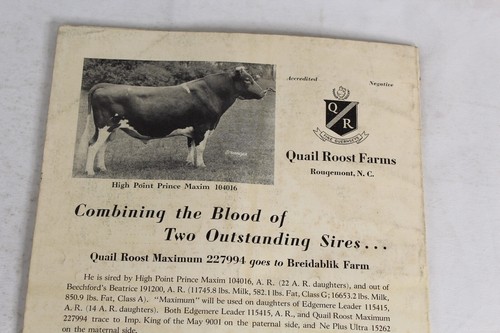 Accredited Negative
Q
R
Quail Roost Farms
Rougemont, N. C.
High Point Prince Maxim 104016
Combining the Blood of
Two Outstanding Sires...
Quail Roost Maximum 227994 goes to Breidablik Farm
He is sired by High Point Prince Maxim 104016, A. R. (22 A. R. daughters), and out of
Beechford's Beatrice 191200, A. R. (11745.8 lbs. Milk, 582.1 lbs. Fat, Class G; 16653.2 lbs. Milk,
850.9 lbs. Fat, Class A). "Maximum" will be used on daughters of Edgemere Leader 115415,
A. R. (14 A. R. daughters). Both Edgemere Leader 115415, A. R., and Quail Roost Maximum
227994 trace to Imp. King of the May 9001 on the paternal side, and Ne Plus Ultra 15262
on the maternal side.